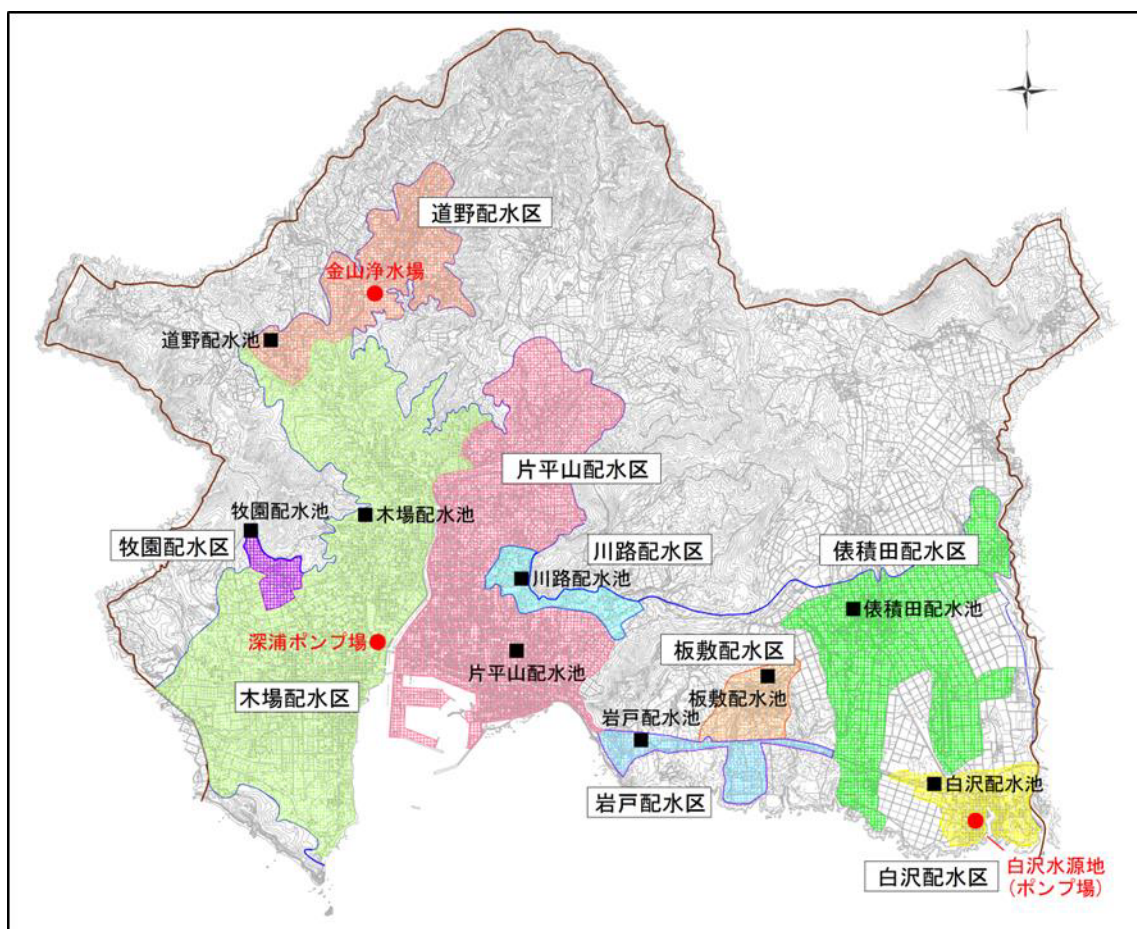 道野配水区
金山浄水場
道野配水池
片平山配水区
牧園配水池
木場配水池
牧園配水区
川路配水区
俵積田配水区
川路配水池
俵積田配水池
深浦ポンプ場
片平山配水池
板敷配水区
木場配水区
板敷配水池
岩戸配水池
岩戸配水区
白沢配水池
白沢配水区
白沢水源地
(ポンプ場)